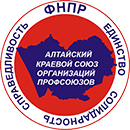 ФНПР
СПРАВЕДЛИВОСТЬ
ЕДИНСТВО
СОЛИДАРНОСТЬ
АЛТАЙСКИЙ
КРАЕВОЙ СОЮЗ
ОРГАНИЗАЦИЙ
ПРОФСОЮЗОВ